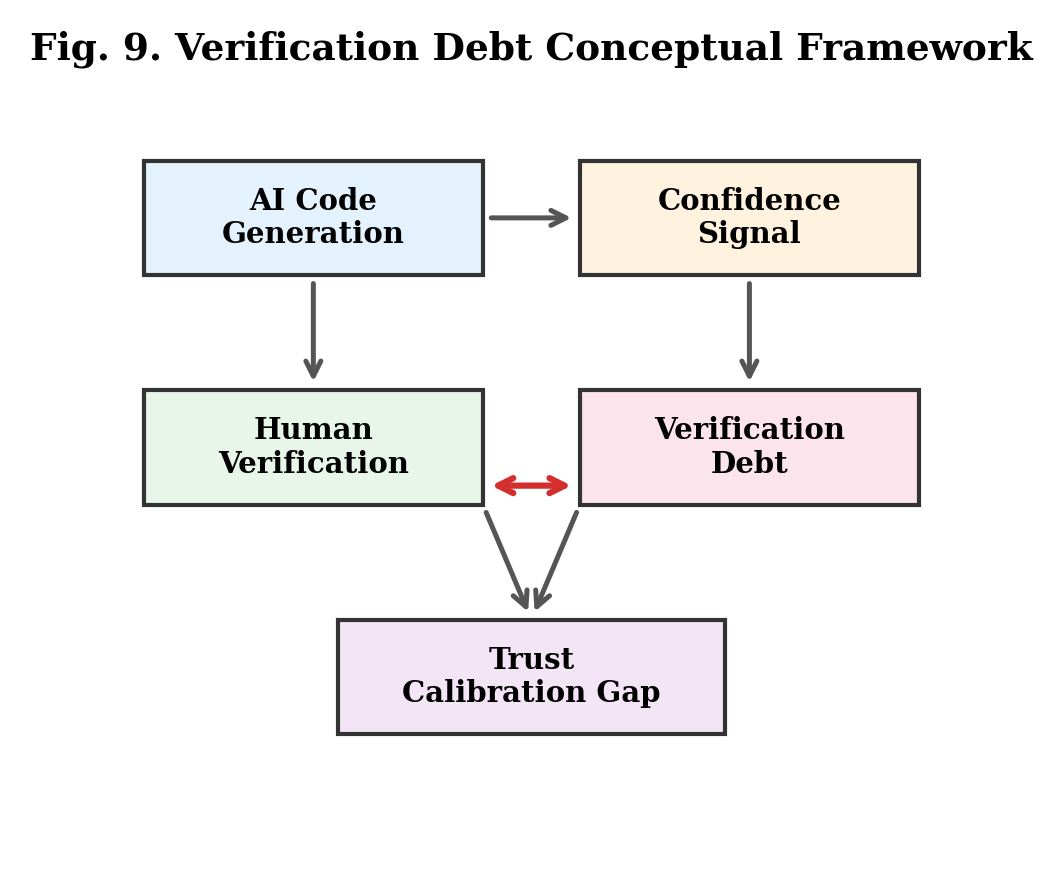 Fig. 9. Verification Debt Conceptual Framework
AI Code
Generation
Confidence
Signal
Human
Verification
Verification
Debt
Trust
Calibration Gap